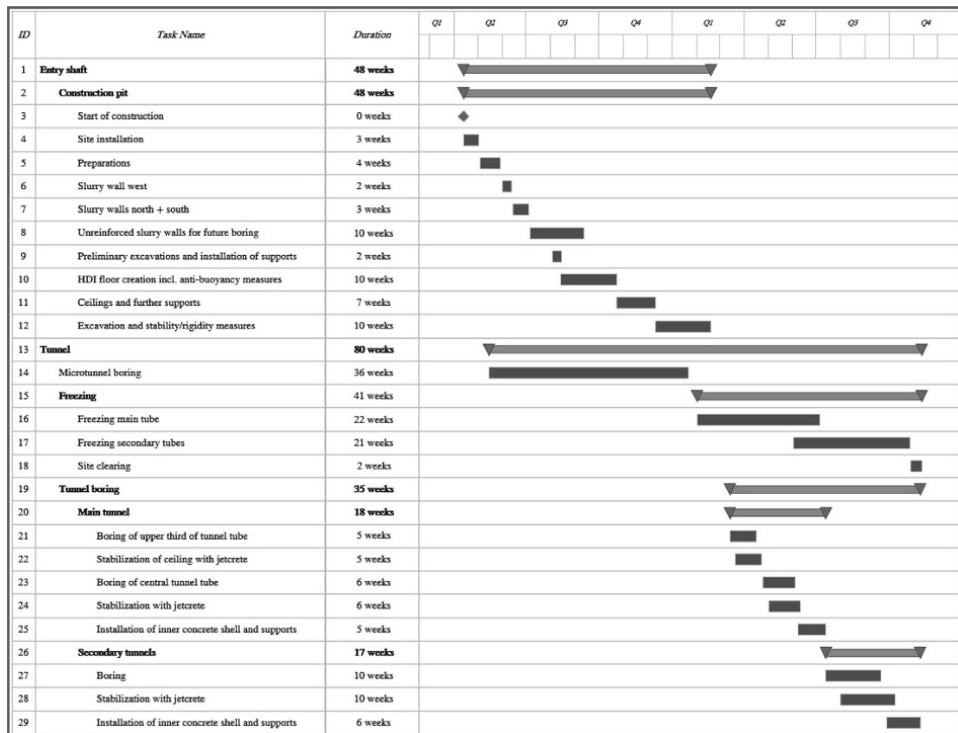 ID Task Name Duration Q1 Q2 Q3 Q4 Q1 Q2 Q3 Q4
1 Entry shaft 48 weeks
2 Construction pit 48 weeks
3 Start of construction 0 weeks
4 Site installation 3 weeks
5 Preparations 4 weeks
6 Slurry wall west 2 weeks
7 Slurry walls north + south 3 weeks
8 Unreinforced slurry walls for future boring 10 weeks
9 Preliminary excavations and installation of supports 2 weeks
10 HDI floor creation incl. anti-buoyancy measures 10 weeks
11 Ceilings and further supports 7 weeks
12 Excavation and stability/rigidity measures 10 weeks
13 Tunnel 80 weeks
14 Microtunnel boring 36 weeks
15 Freezing 41 weeks
16 Freezing main tube 22 weeks
17 Freezing secondary tubes 21 weeks
18 Site clearing 2 weeks
19 Tunnel boring 35 weeks
20 Main tunnel 18 weeks
21 Boring of upper third of tunnel tube 5 weeks
22 Stabilization of ceiling with jetcrete 5 weeks
23 Boring of central tunnel tube 6 weeks
24 Stabilization with jetcrete 6 weeks
25 Installation of inner concrete shell and supports 5 weeks
26 Secondary tunnels 17 weeks
27 Boring 10 weeks
28 Stabilization with jetcrete 10 weeks
29 Installation of inner concrete shell and supports 6 weeks